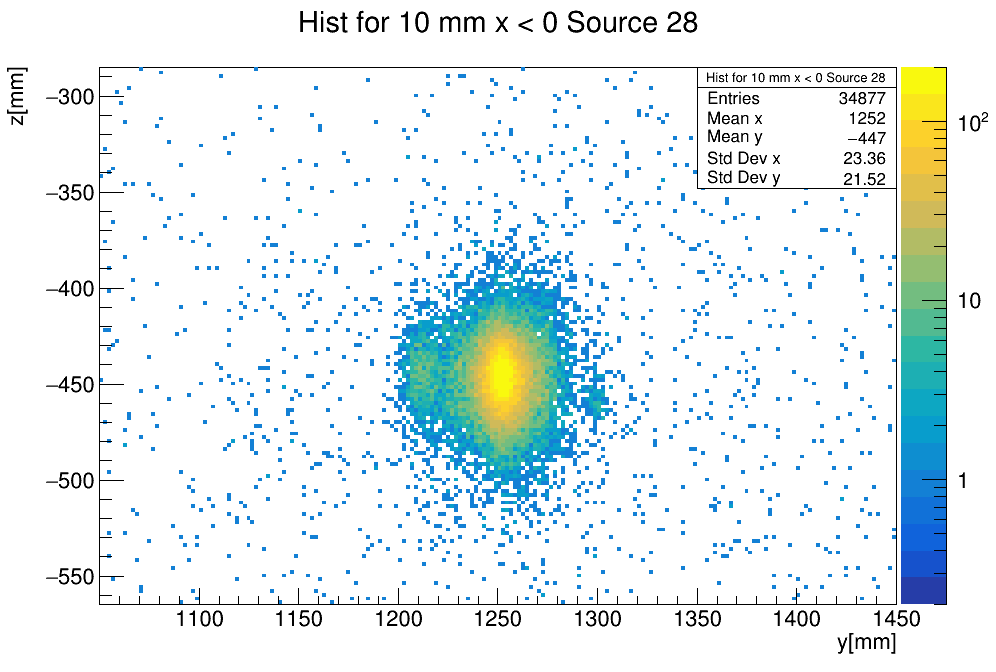 Hist for 10 mm x < 0 Source 28
z[mm]
Hist for 10 mm x < 0 Source 28
Entries 34877
Mean x 1252
Mean y −447
Std Dev x 23.36
Std Dev y 21.52
−300
−350
−400
−450
−500
−550
10²
10
1
1100 1150 1200 1250 1300 1350 1400 1450
y[mm]